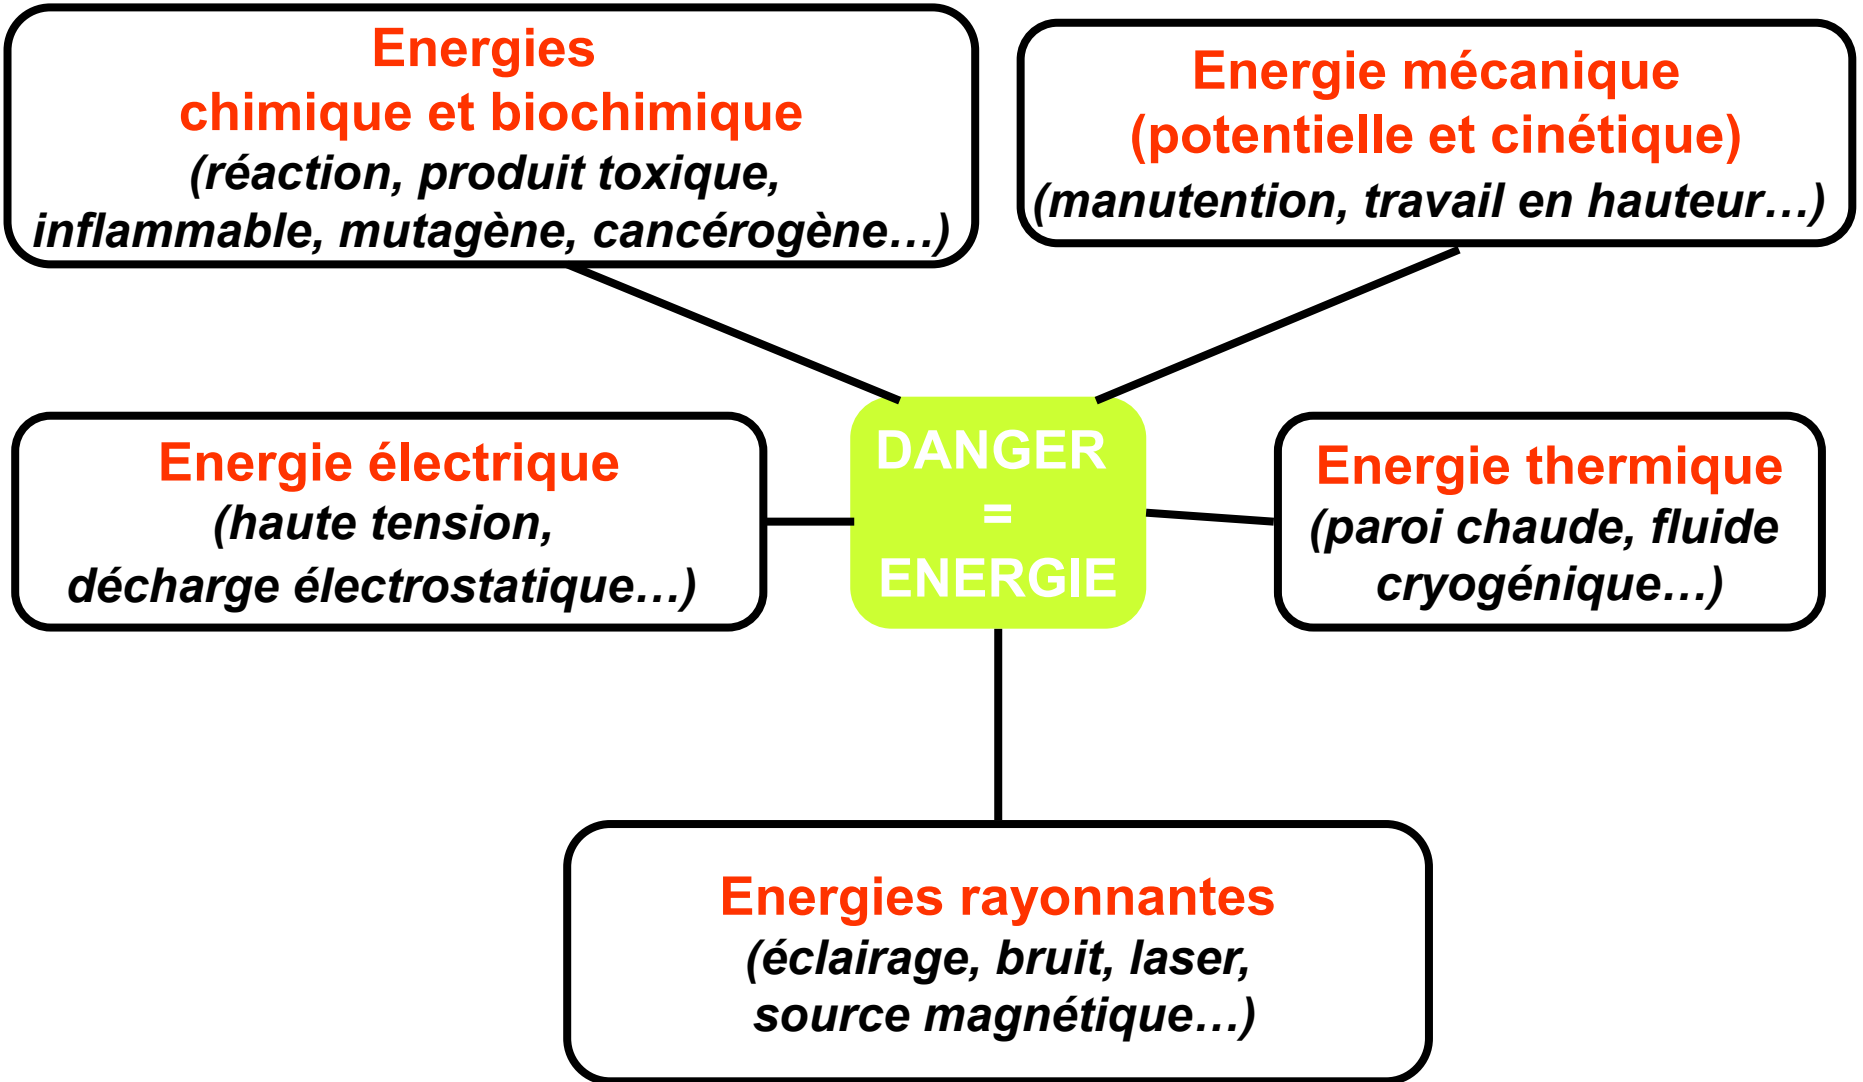 Energies
chimique et biochimique
(réaction, produit toxique,
inflammable, mutagène, cancérogène…)
Energie mécanique
(potentielle et cinétique)
(manutention, travail en hauteur…)
Energie électrique
(haute tension,
décharge électrostatique…)
DANGER
=
ENERGIE
Energie thermique
(paroi chaude, fluide
cryogénique…)
Energies rayonnantes
(éclairage, bruit, laser,
source magnétique…)